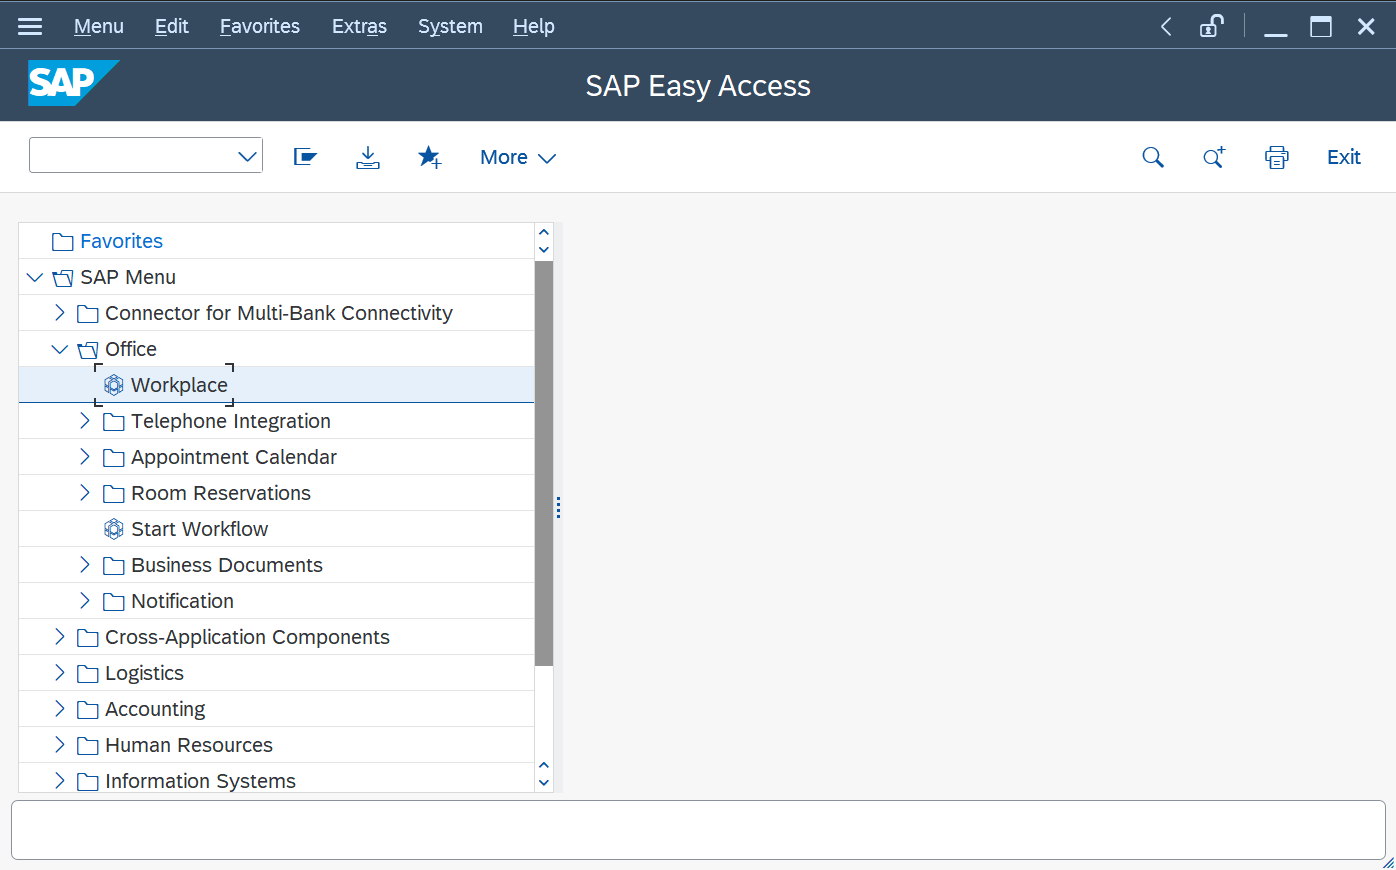 Menu Edit Favorites Extras System Help
SAP
SAP Easy Access
More
Exit
Favorites
SAP Menu
Connector for Multi-Bank Connectivity
Office
Workplace
Telephone Integration
Appointment Calendar
Room Reservations
Start Workflow
Business Documents
Notification
Cross-Application Components
Logistics
Accounting
Human Resources
Information Systems